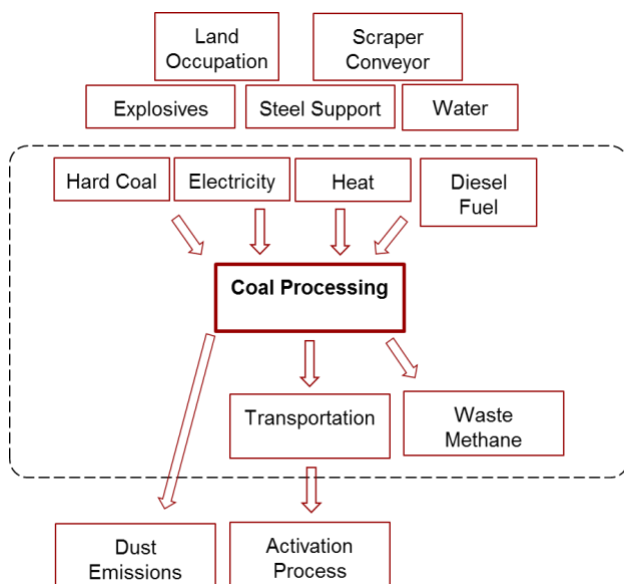 Land
Occupation
Scraper
Conveyor
Explosives
Steel Support
Water
Hard Coal
Electricity
Heat
Diesel
Fuel
Coal Processing
Transportation
Waste
Methane
Dust
Emissions
Activation
Process